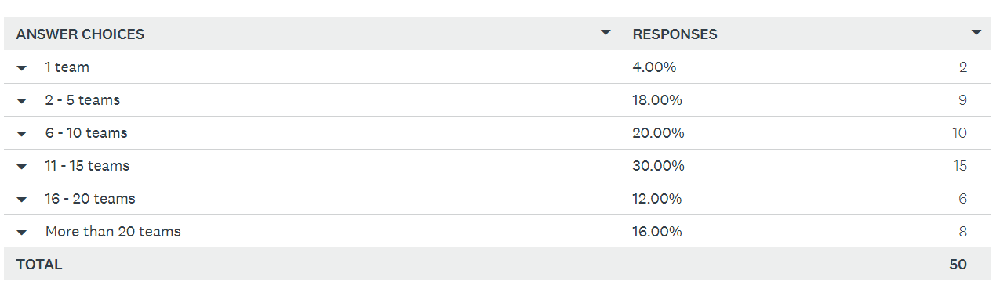 ANSWER CHOICES RESPONSES
1 team 4.00% 2
2 - 5 teams 18.00% 9
6 - 10 teams 20.00% 10
11 - 15 teams 30.00% 15
16 - 20 teams 12.00% 6
More than 20 teams 16.00% 8
TOTAL 50